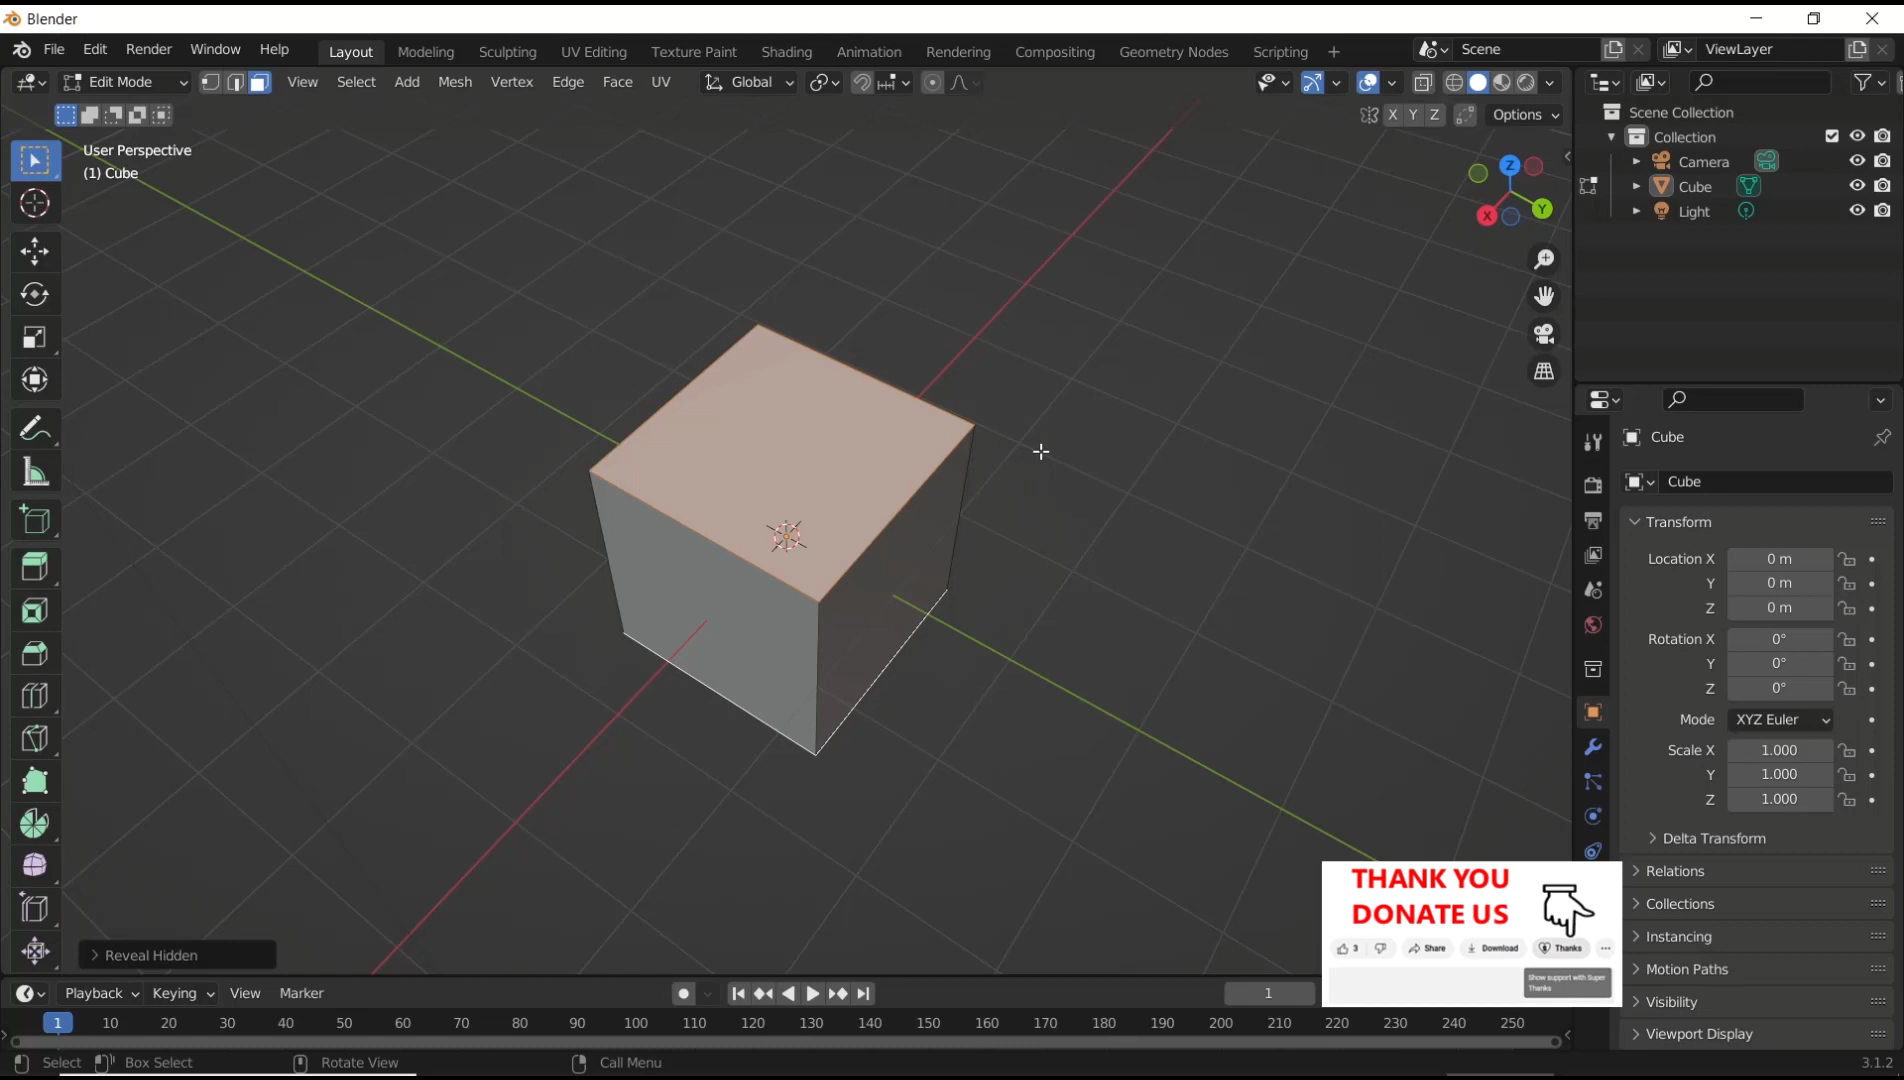 Blender
File Edit Render Window Help
Layout Modeling Sculpting UV Editing Texture Paint Shading Animation Rendering Compositing Geometry Nodes Scripting +
Scene
ViewLayer
Edit Mode
View Select Add Mesh Vertex Edge Face UV
Global
X Y Z
Options
User Perspective
(1) Cube
Z
X
Y
Scene Collection
Collection
Camera
Cube
Light
Cube
Cube
Transform
Location X 0 m
Y 0 m
Z 0 m
Rotation X 0°
Y 0°
Z 0°
Mode XYZ Euler
Scale X 1.000
Y 1.000
Z 1.000
Delta Transform
Relations
Collections
Instancing
Motion Paths
Visibility
Viewport Display
THANK YOU
DONATE US
3 Share Download Thanks ...
Show support with Super
Thanks
Reveal Hidden
Playback Keying View Marker
1
1 10 20 30 40 50 60 70 80 90 100 110 120 130 140 150 160 170 180 190 200 210 220 230 240 250
Select Box Select Rotate View Call Menu
3.1.2